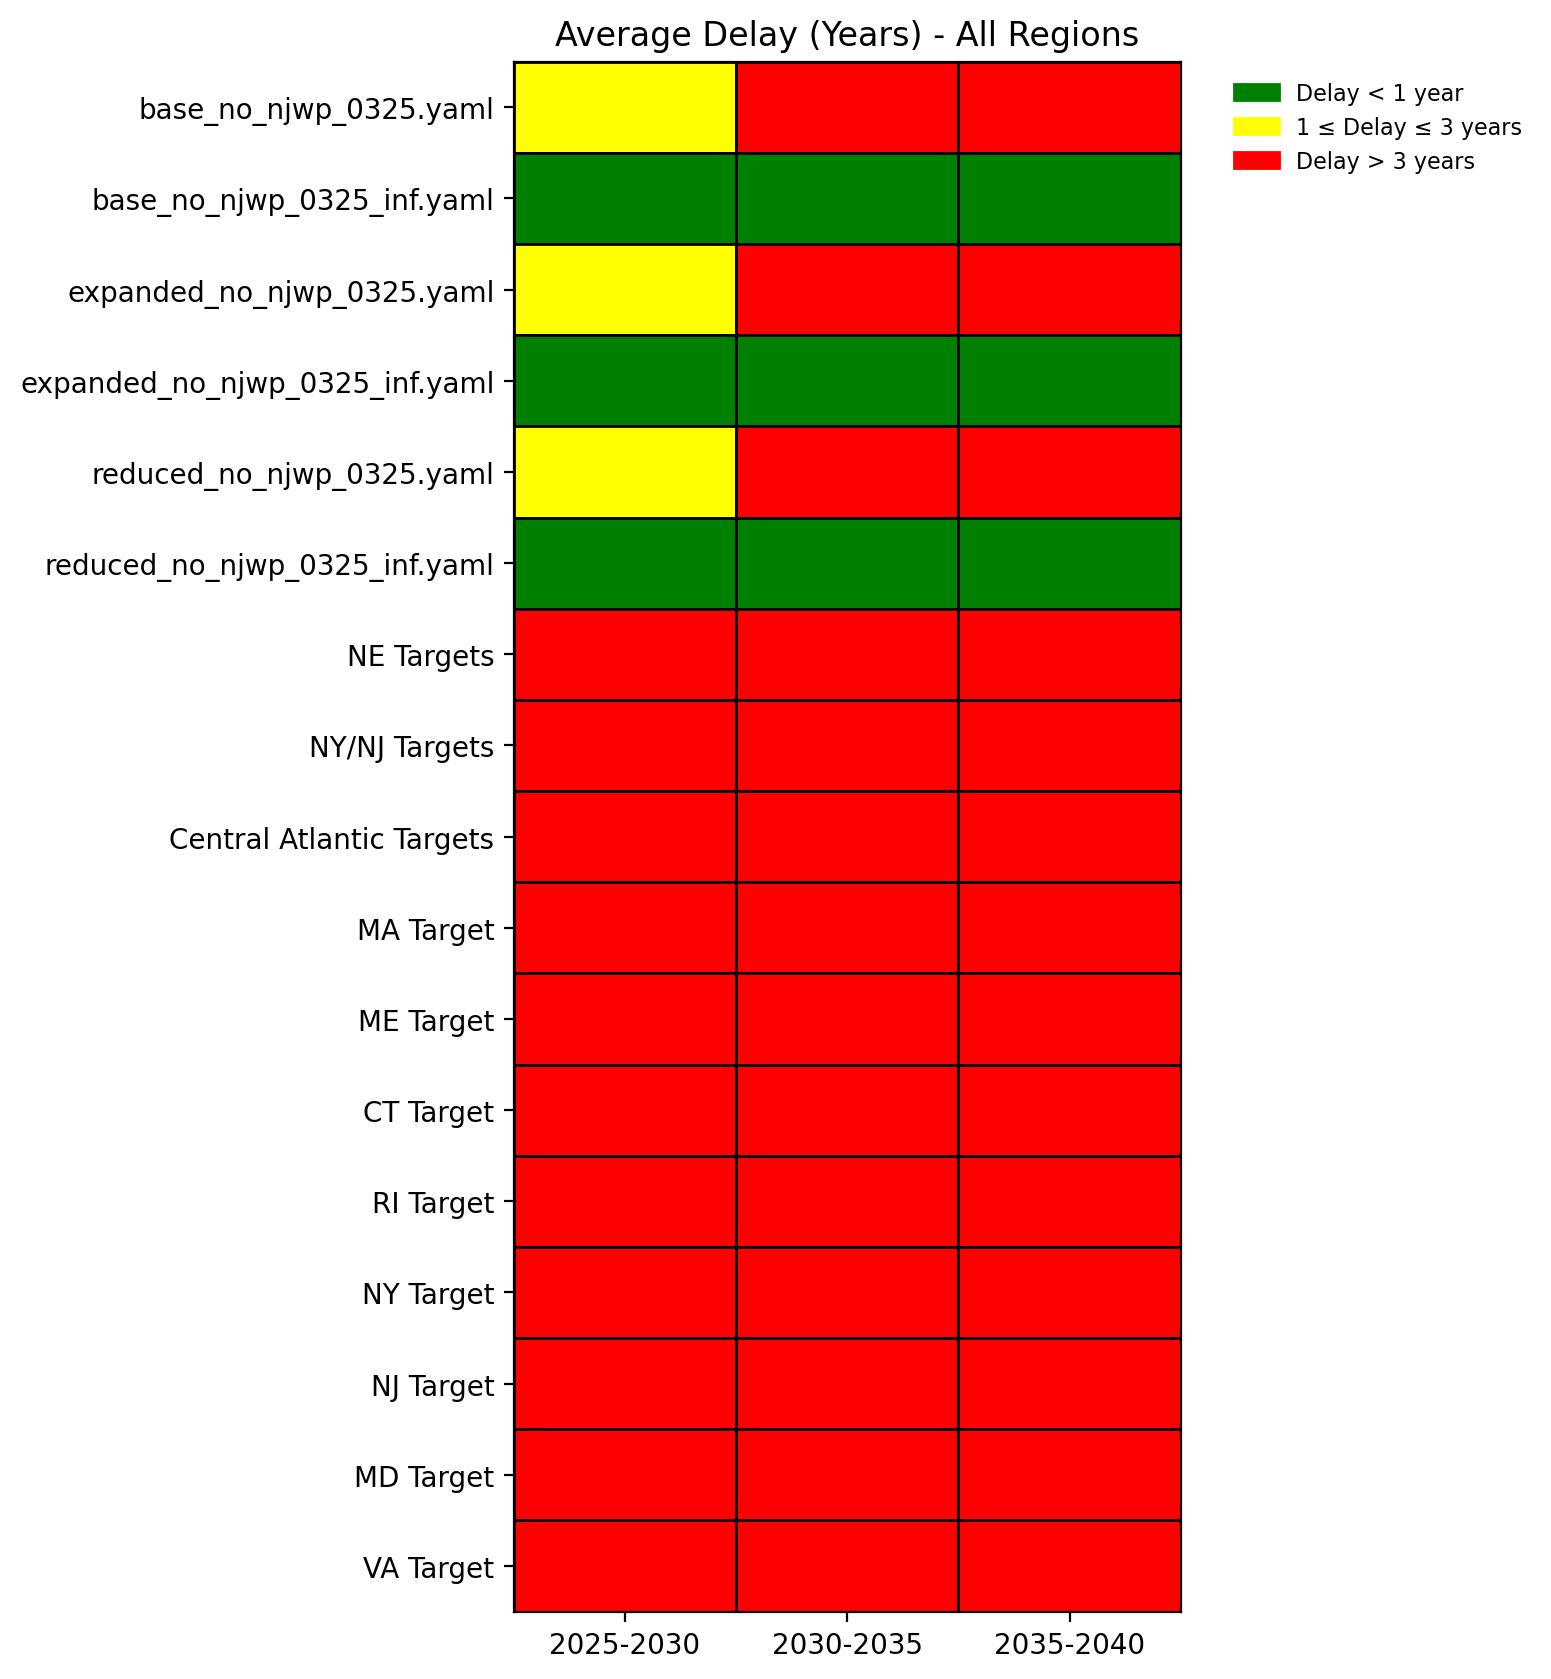 Average Delay (Years) - All Regions
Delay < 1 year
1 ≤ Delay ≤ 3 years
Delay > 3 years
base_no_njwp_0325.yaml
base_no_njwp_0325_inf.yaml
expanded_no_njwp_0325.yaml
expanded_no_njwp_0325_inf.yaml
reduced_no_njwp_0325.yaml
reduced_no_njwp_0325_inf.yaml
NE Targets
NY/NJ Targets
Central Atlantic Targets
MA Target
ME Target
CT Target
RI Target
NY Target
NJ Target
MD Target
VA Target
2025-2030 2030-2035 2035-2040